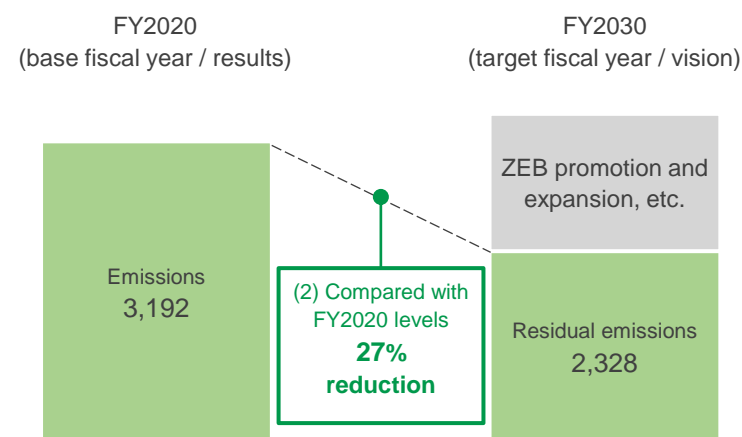 FY2020
(base fiscal year / results)
FY2030
(target fiscal year / vision)
ZEB promotion and
expansion, etc.
Emissions
3,192
(2) Compared with
FY2020 levels
27%
reduction
Residual emissions
2,328